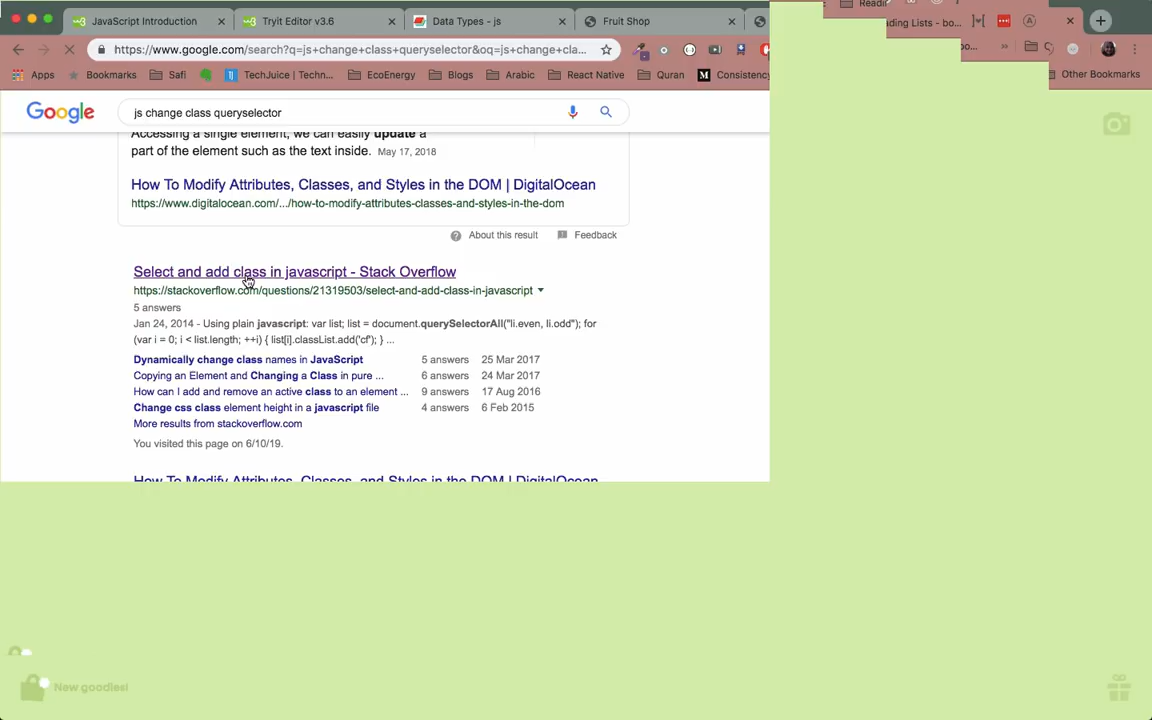 JavaScript Introduction
Tryit Editor v3.6
Data Types - js
Fruit Shop
ading Lists - bo...
https://www.google.com/search?q=js+change+class+queryselector&oq=js+change+cla...
Apps
Bookmarks
Safi
TechJuice | Techn...
EcoEnergy
Blogs
Arabic
React Native
Quran
Consistency
Other Bookmarks
Google
js change class queryselector
Accessing a single element, we can easily update a
part of the element such as the text inside. May 17, 2018
How To Modify Attributes, Classes, and Styles in the DOM | DigitalOcean
https://www.digitalocean.com/.../how-to-modify-attributes-classes-and-styles-in-the-dom
About this result
Feedback
Select and add class in javascript - Stack Overflow
https://stackoverflow.com/questions/21319503/select-and-add-class-in-javascript
5 answers
Jan 24, 2014 - Using plain javascript: var list; list = document.querySelectorAll("li.even, li.odd"); for
(var i = 0; i < list.length; ++i) { list[i].classList.add('cf'); } ...
Dynamically change class names in JavaScript 5 answers 25 Mar 2017
Copying an Element and Changing a Class in pure ... 6 answers 24 Mar 2017
How can I add and remove an active class to an element ... 9 answers 17 Aug 2016
Change css class element height in a javascript file 4 answers 6 Feb 2015
More results from stackoverflow.com
You visited this page on 6/10/19.
How To Modify Attributes, Classes, and Styles in the DOM | DigitalOcean
New goodies!